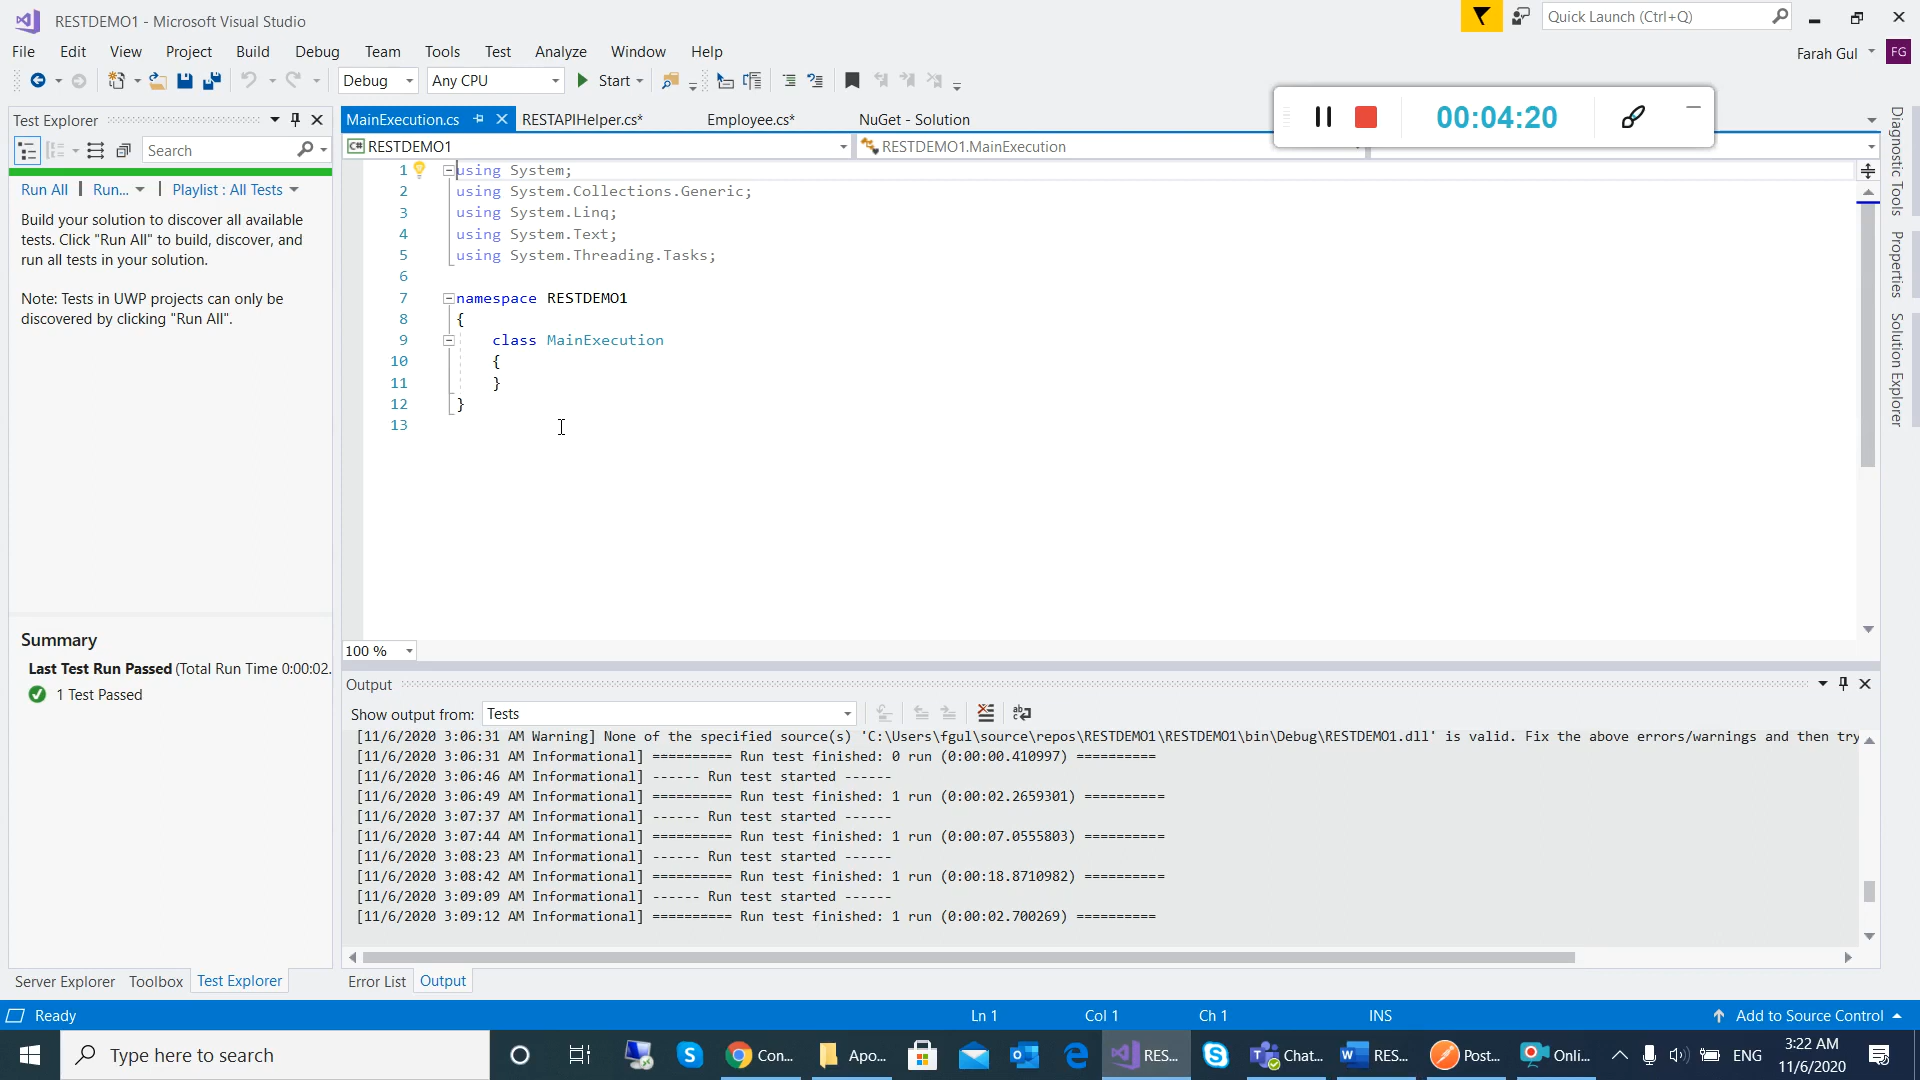 RESTDEMO1 - Microsoft Visual Studio
Quick Launch (Ctrl+Q)
File Edit View Project Build Debug Team Tools Test Analyze Window Help
Farah Gul FG
Debug Any CPU Start
00:04:20
Test Explorer
MainExecution.cs RESTAPIHelper.cs* Employee.cs* NuGet - Solution
Search
C# RESTDEMO1 RESTDEMO1.MainExecution
Run All | Run... | Playlist : All Tests
Build your solution to discover all available
tests. Click "Run All" to build, discover, and
run all tests in your solution.
Note: Tests in UWP projects can only be
discovered by clicking "Run All".
1 using System;
2 using System.Collections.Generic;
3 using System.Linq;
4 using System.Text;
5 using System.Threading.Tasks;
6
7 namespace RESTDEMO1
8 {
9 class MainExecution
10 {
11 }
12 }
13
Diagnostic Tools
Properties
Solution Explorer
100 %
Summary
Last Test Run Passed (Total Run Time 0:00:02.
1 Test Passed
Output
Show output from: Tests
[11/6/2020 3:06:31 AM Warning] None of the specified source(s) 'C:\Users\fgul\source\repos\RESTDEMO1\RESTDEMO1\bin\Debug\RESTDEMO1.dll' is valid. Fix the above errors/warnings and then try
[11/6/2020 3:06:31 AM Informational] ========== Run test finished: 0 run (0:00:00.410997) ==========
[11/6/2020 3:06:46 AM Informational] ------ Run test started ------
[11/6/2020 3:06:49 AM Informational] ========== Run test finished: 1 run (0:00:02.2659301) ==========
[11/6/2020 3:07:37 AM Informational] ------ Run test started ------
[11/6/2020 3:07:44 AM Informational] ========== Run test finished: 1 run (0:00:07.0555803) ==========
[11/6/2020 3:08:23 AM Informational] ------ Run test started ------
[11/6/2020 3:08:42 AM Informational] ========== Run test finished: 1 run (0:00:18.8710982) ==========
[11/6/2020 3:09:09 AM Informational] ------ Run test started ------
[11/6/2020 3:09:12 AM Informational] ========== Run test finished: 1 run (0:00:02.700269) ==========
Server Explorer Toolbox Test Explorer
Error List Output
Ready Ln 1 Col 1 Ch 1 INS Add to Source Control
Type here to search
Con... Apo... RES... Chat... RES... Post... Onli...
ENG
3:22 AM
11/6/2020